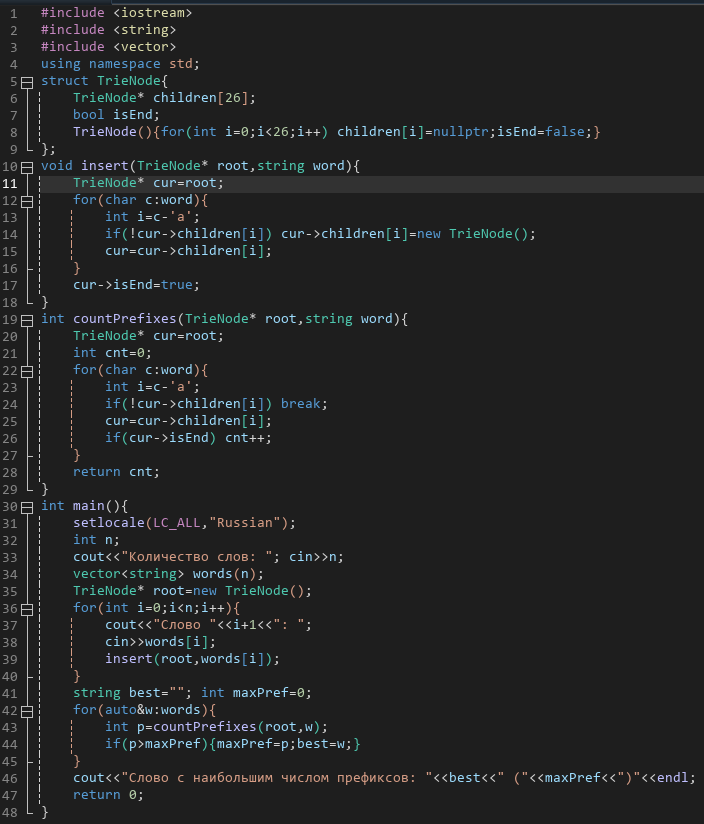 1 #include <iostream>
2 #include <string>
3 #include <vector>
4 using namespace std;
5 struct TrieNode{
6     TrieNode* children[26];
7     bool isEnd;
8     TrieNode(){for(int i=0;i<26;i++) children[i]=nullptr;isEnd=false;}
9 };
10 void insert(TrieNode* root,string word){
11     TrieNode* cur=root;
12     for(char c:word){
13         int i=c-'a';
14         if(!cur->children[i]) cur->children[i]=new TrieNode();
15         cur=cur->children[i];
16     }
17     cur->isEnd=true;
18 }
19 int countPrefixes(TrieNode* root,string word){
20     TrieNode* cur=root;
21     int cnt=0;
22     for(char c:word){
23         int i=c-'a';
24         if(!cur->children[i]) break;
25         cur=cur->children[i];
26         if(cur->isEnd) cnt++;
27     }
28     return cnt;
29 }
30 int main(){
31     setlocale(LC_ALL,"Russian");
32     int n;
33     cout<<"Количество слов: "; cin>>n;
34     vector<string> words(n);
35     TrieNode* root=new TrieNode();
36     for(int i=0;i<n;i++){
37         cout<<"Слово "<<i+1<<": ";
38         cin>>words[i];
39         insert(root,words[i]);
40     }
41     string best=""; int maxPref=0;
42     for(auto&w:words){
43         int p=countPrefixes(root,w);
44         if(p>maxPref){maxPref=p;best=w;}
45     }
46     cout<<"Слово с наибольшим числом префиксов: "<<best<<" ("<<maxPref<<")"<<endl;
47     return 0;
48 }